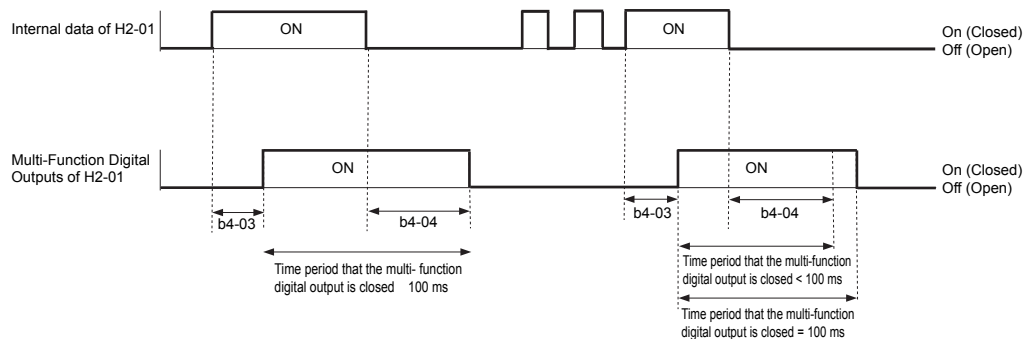 Internal data of H2-01
ON
ON
On (Closed)
Off (Open)
Multi-Function Digital
Outputs of H2-01
ON
ON
On (Closed)
Off (Open)
b4-03
b4-04
b4-03
b4-04
Time period that the multi- function
digital output is closed 100 ms
Time period that the multi-function
digital output is closed < 100 ms
Time period that the multi-function
digital output is closed = 100 ms